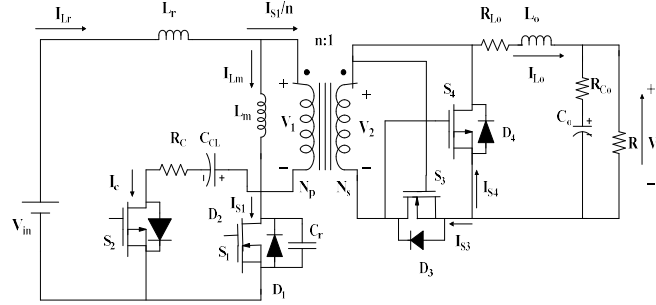 I_Lr
L_r
I_S1/n
n:1
R_Lo
L_o
I_Lo
I_Lm
L_m
+
+
S_4
V_1
V_2
D_4
R_Co
C_o
+
R
+
V
R_C
C_CL
+
−
−
−
N_p
N_s
S_3
I_S4
−
I_c
D_2
I_S1
C_r
V_in
S_2
S_1
D_1
D_3
I_S3